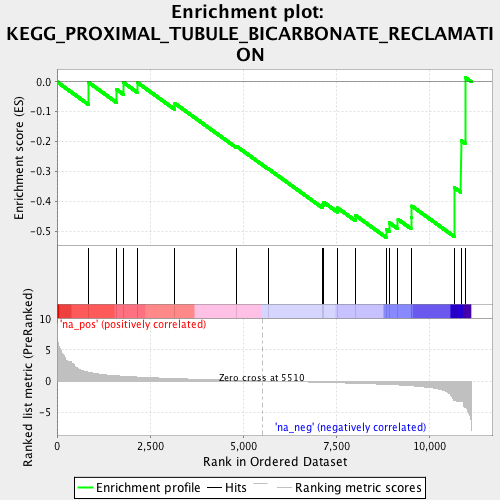 Enrichment plot:
KEGG_PROXIMAL_TUBULE_BICARBONATE_RECLAMATI
ON
Enrichment score (ES)
0.0
-0.1
-0.2
-0.3
-0.4
-0.5
'na_pos' (positively correlated)
Ranked list metric (PreRanked)
10
5
0
-5
Zero cross at 5510
'na_neg' (negatively correlated)
0
2,500
5,000
7,500
10,000
Rank in Ordered Dataset
Enrichment profile
Hits
Ranking metric scores